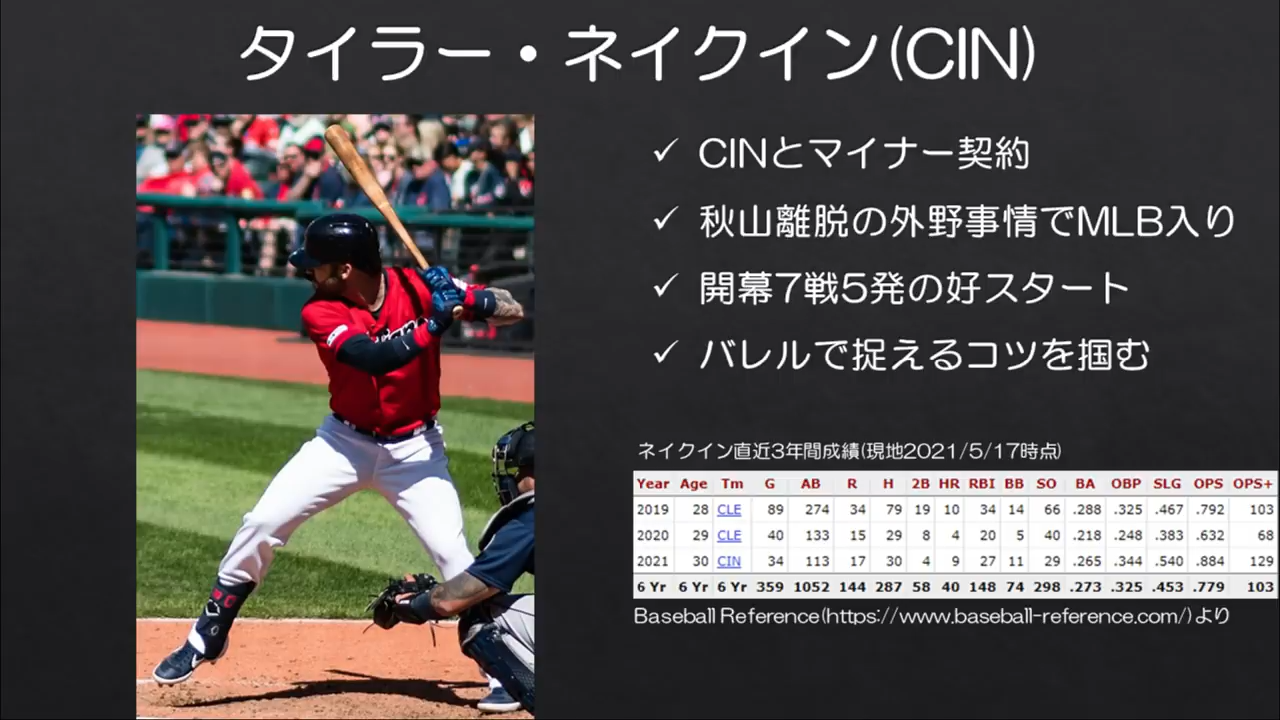 タイラー・ネイクイン(CIN)
✓ CINとマイナー契約
✓ 秋山離脱の外野事情でMLB入り
✓ 開幕7戦5発の好スタート
✓ バレルで捉えるコツを掴む
ネイクイン直近3年間成績(現地2021/5/17時点)
Year Age Tm G AB R H 2B HR RBI BB SO BA OBP SLG OPS OPS+
2019 28 CLE 89 274 34 79 19 10 34 14 66 .288 .325 .467 .792 103
2020 29 CLE 40 133 15 29 8 4 20 5 40 .218 .248 .383 .632 68
2021 30 CIN 34 113 17 30 4 9 27 11 29 .265 .344 .540 .884 129
6 Yr 6 Yr 6 Yr 359 1052 144 287 58 40 148 74 298 .273 .325 .453 .779 103
Baseball Reference(https://www.baseball-reference.com/)より